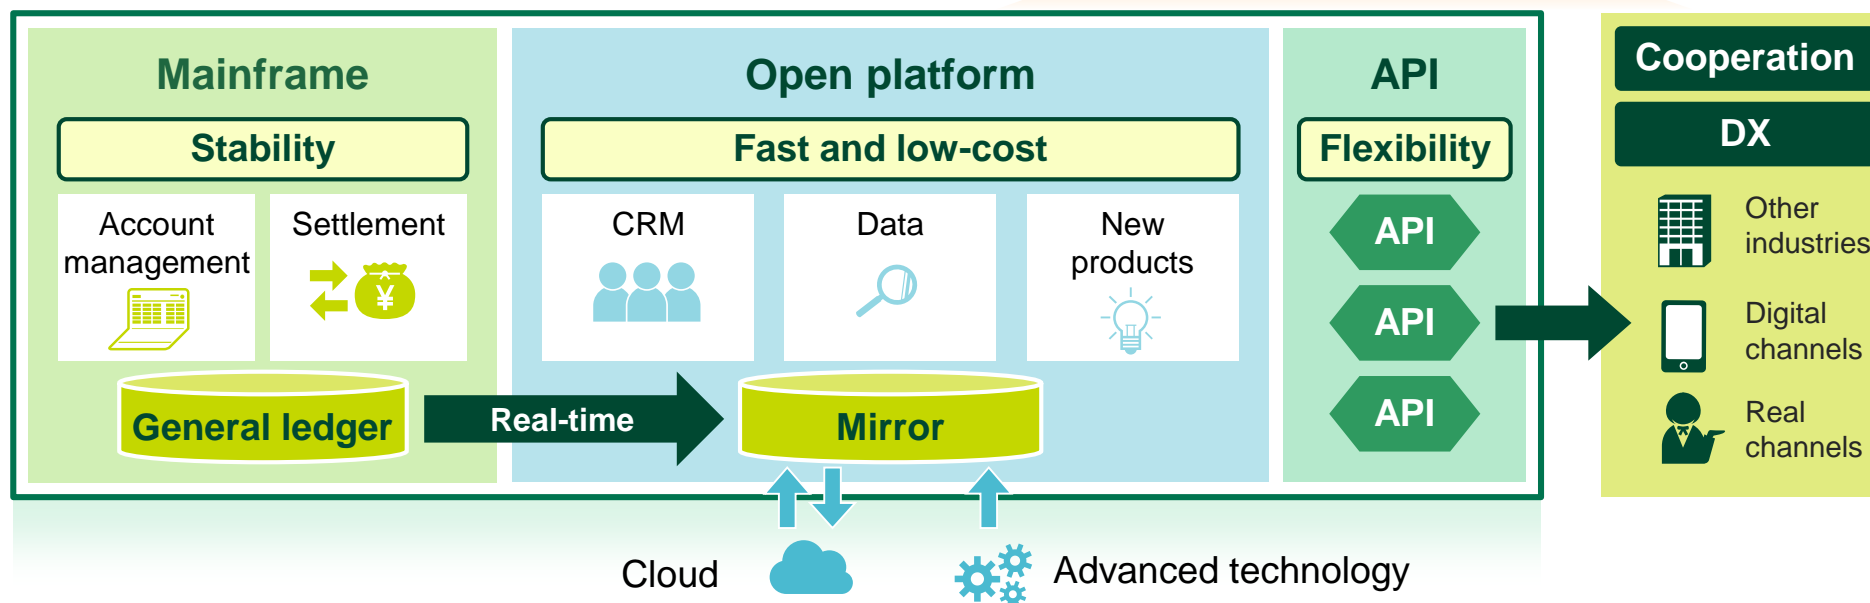 Mainframe
Stability
Account
management
Settlement
¥
General ledger
Real-time
Open platform
Fast and low-cost
CRM
Data
New
products
Mirror
API
Flexibility
API
API
API
Cooperation
DX
Other
industries
Digital
channels
Real
channels
Cloud
Advanced technology